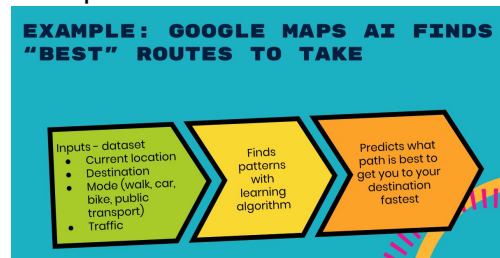 EXAMPLE: GOOGLE MAPS AI FINDS
“BEST” ROUTES TO TAKE
Inputs - dataset
● Current location
● Destination
● Mode (walk, car,
bike, public
transport)
● Traffic
Finds
patterns
with
learning
algorithm
Predicts what
path is best to
get you to your
destination
fastest